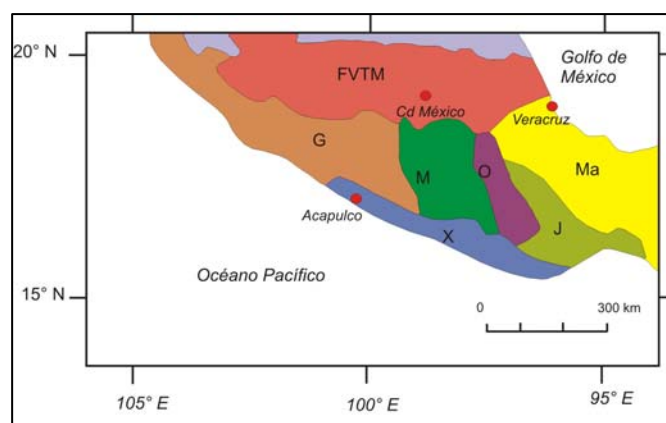 20° N
Golfo de
México
FVTM
Cd México
Veracruz
G
M
O
Ma
Acapulco
X
J
Océano Pacífico
15° N
0
300 km
105° E
100° E
95° E